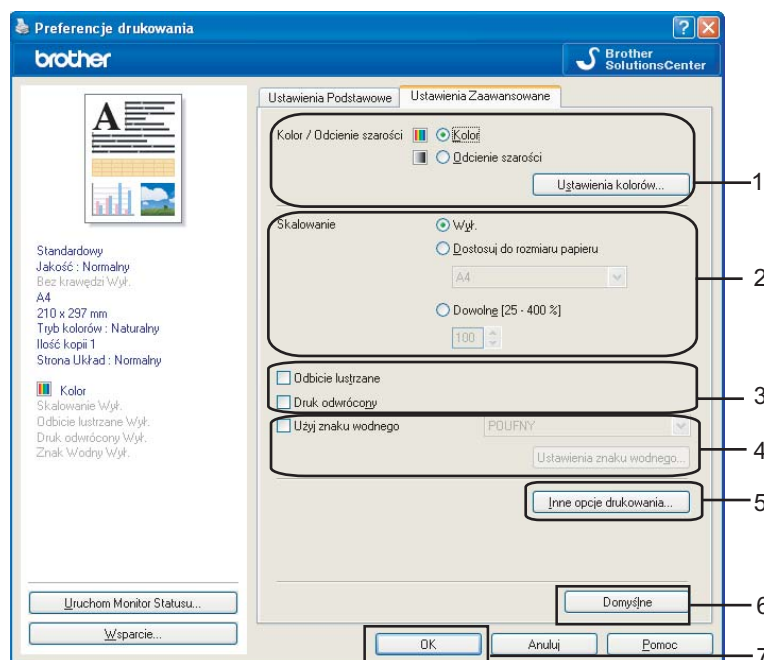 Preferencje drukowania
brother
Brother
SolutionsCenter
Ustawienia Podstawowe
Ustawienia Zaawansowane
Kolor / Odcienie szarości
Kolor
Odcienie szarości
Ustawienia kolorów...
1
Skalowanie
Wył.
Dostosuj do rozmiaru papieru
A4
Dowolne [25 - 400 %]
100
2
Odbicie lustrzane
Druk odwrócony
3
Użyj znaku wodnego
POUFNY
Ustawienia znaku wodnego...
4
Inne opcje drukowania...
5
Domyślne
6
A
Standardowy
Jakość : Normalny
Bez krawędzi Wył.
A4
210 x 297 mm
Tryb kolorów : Naturalny
Ilość kopii 1
Strona Układ : Normalny
Kolor
Skalowanie Wył.
Odbicie lustrzane Wył.
Druk odwrócony Wył.
Znak Wodny Wył.
Uruchom Monitor Statusu...
Wsparcie...
OK
Anuluj
Pomoc
7